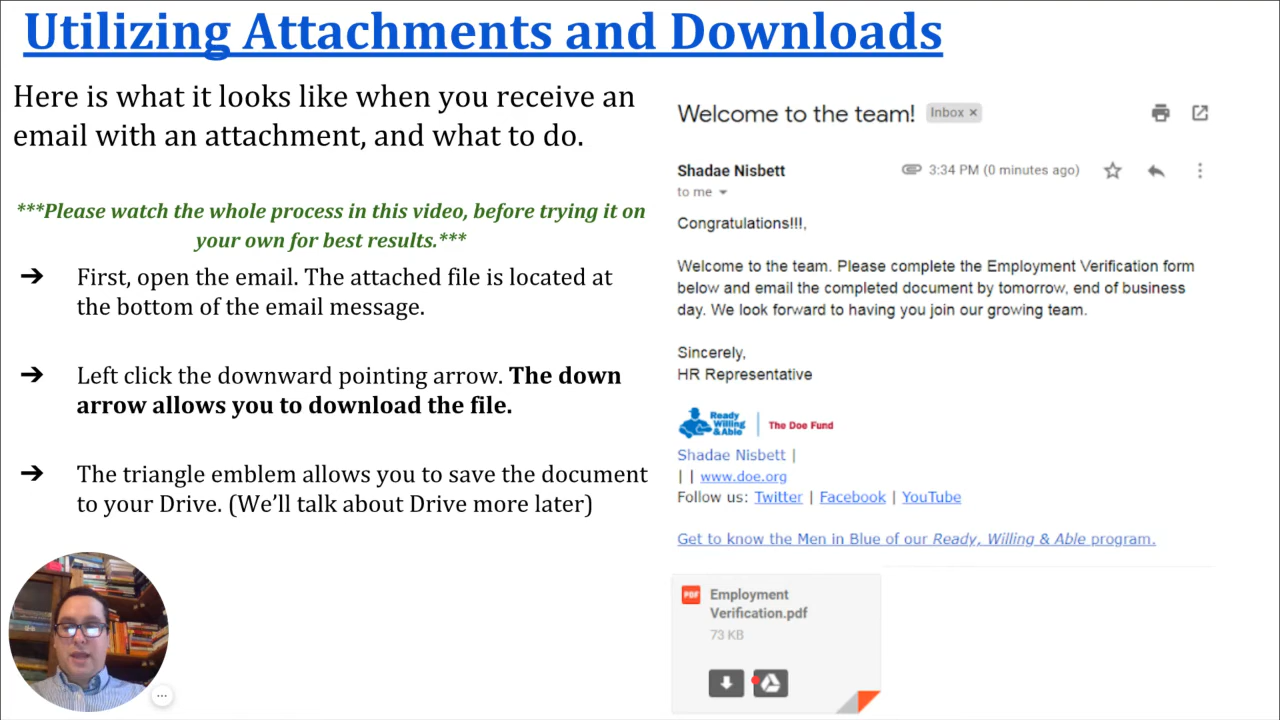 Utilizing Attachments and Downloads
Here is what it looks like when you receive an
email with an attachment, and what to do.
***Please watch the whole process in this video, before trying it on
your own for best results.***
➔ First, open the email. The attached file is located at
the bottom of the email message.
➔ Left click the downward pointing arrow. The down
arrow allows you to download the file.
➔ The triangle emblem allows you to save the document
to your Drive. (We'll talk about Drive more later)
Welcome to the team! Inbox ×
Shadae Nisbett 3:34 PM (0 minutes ago)
to me
Congratulations!!!,
Welcome to the team. Please complete the Employment Verification form
below and email the completed document by tomorrow, end of business
day. We look forward to having you join our growing team.
Sincerely,
HR Representative
Ready
Willing
& Able
The Doe Fund
Shadae Nisbett |
| | www.doe.org
Follow us: Twitter | Facebook | YouTube
Get to know the Men in Blue of our Ready, Willing & Able program.
PDF Employment
Verification.pdf
73 KB